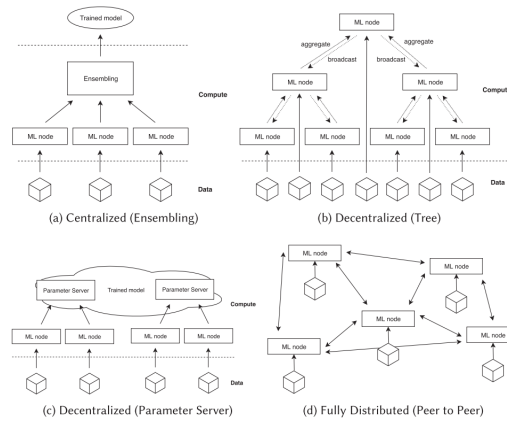 Trained model
Ensembling
Compute
ML node ML node ML node
Data
(a) Centralized (Ensembling)
ML node
aggregate aggregate
broadcast broadcast
ML node ML node
Comput
ML node ML node ML node ML node
Data
(b) Decentralized (Tree)
Parameter Server Trained model Parameter Server
Compute
ML node ML node ML node ML node
Data
(c) Decentralized (Parameter Server)
ML node
ML node
ML node
ML node
ML node
(d) Fully Distributed (Peer to Peer)